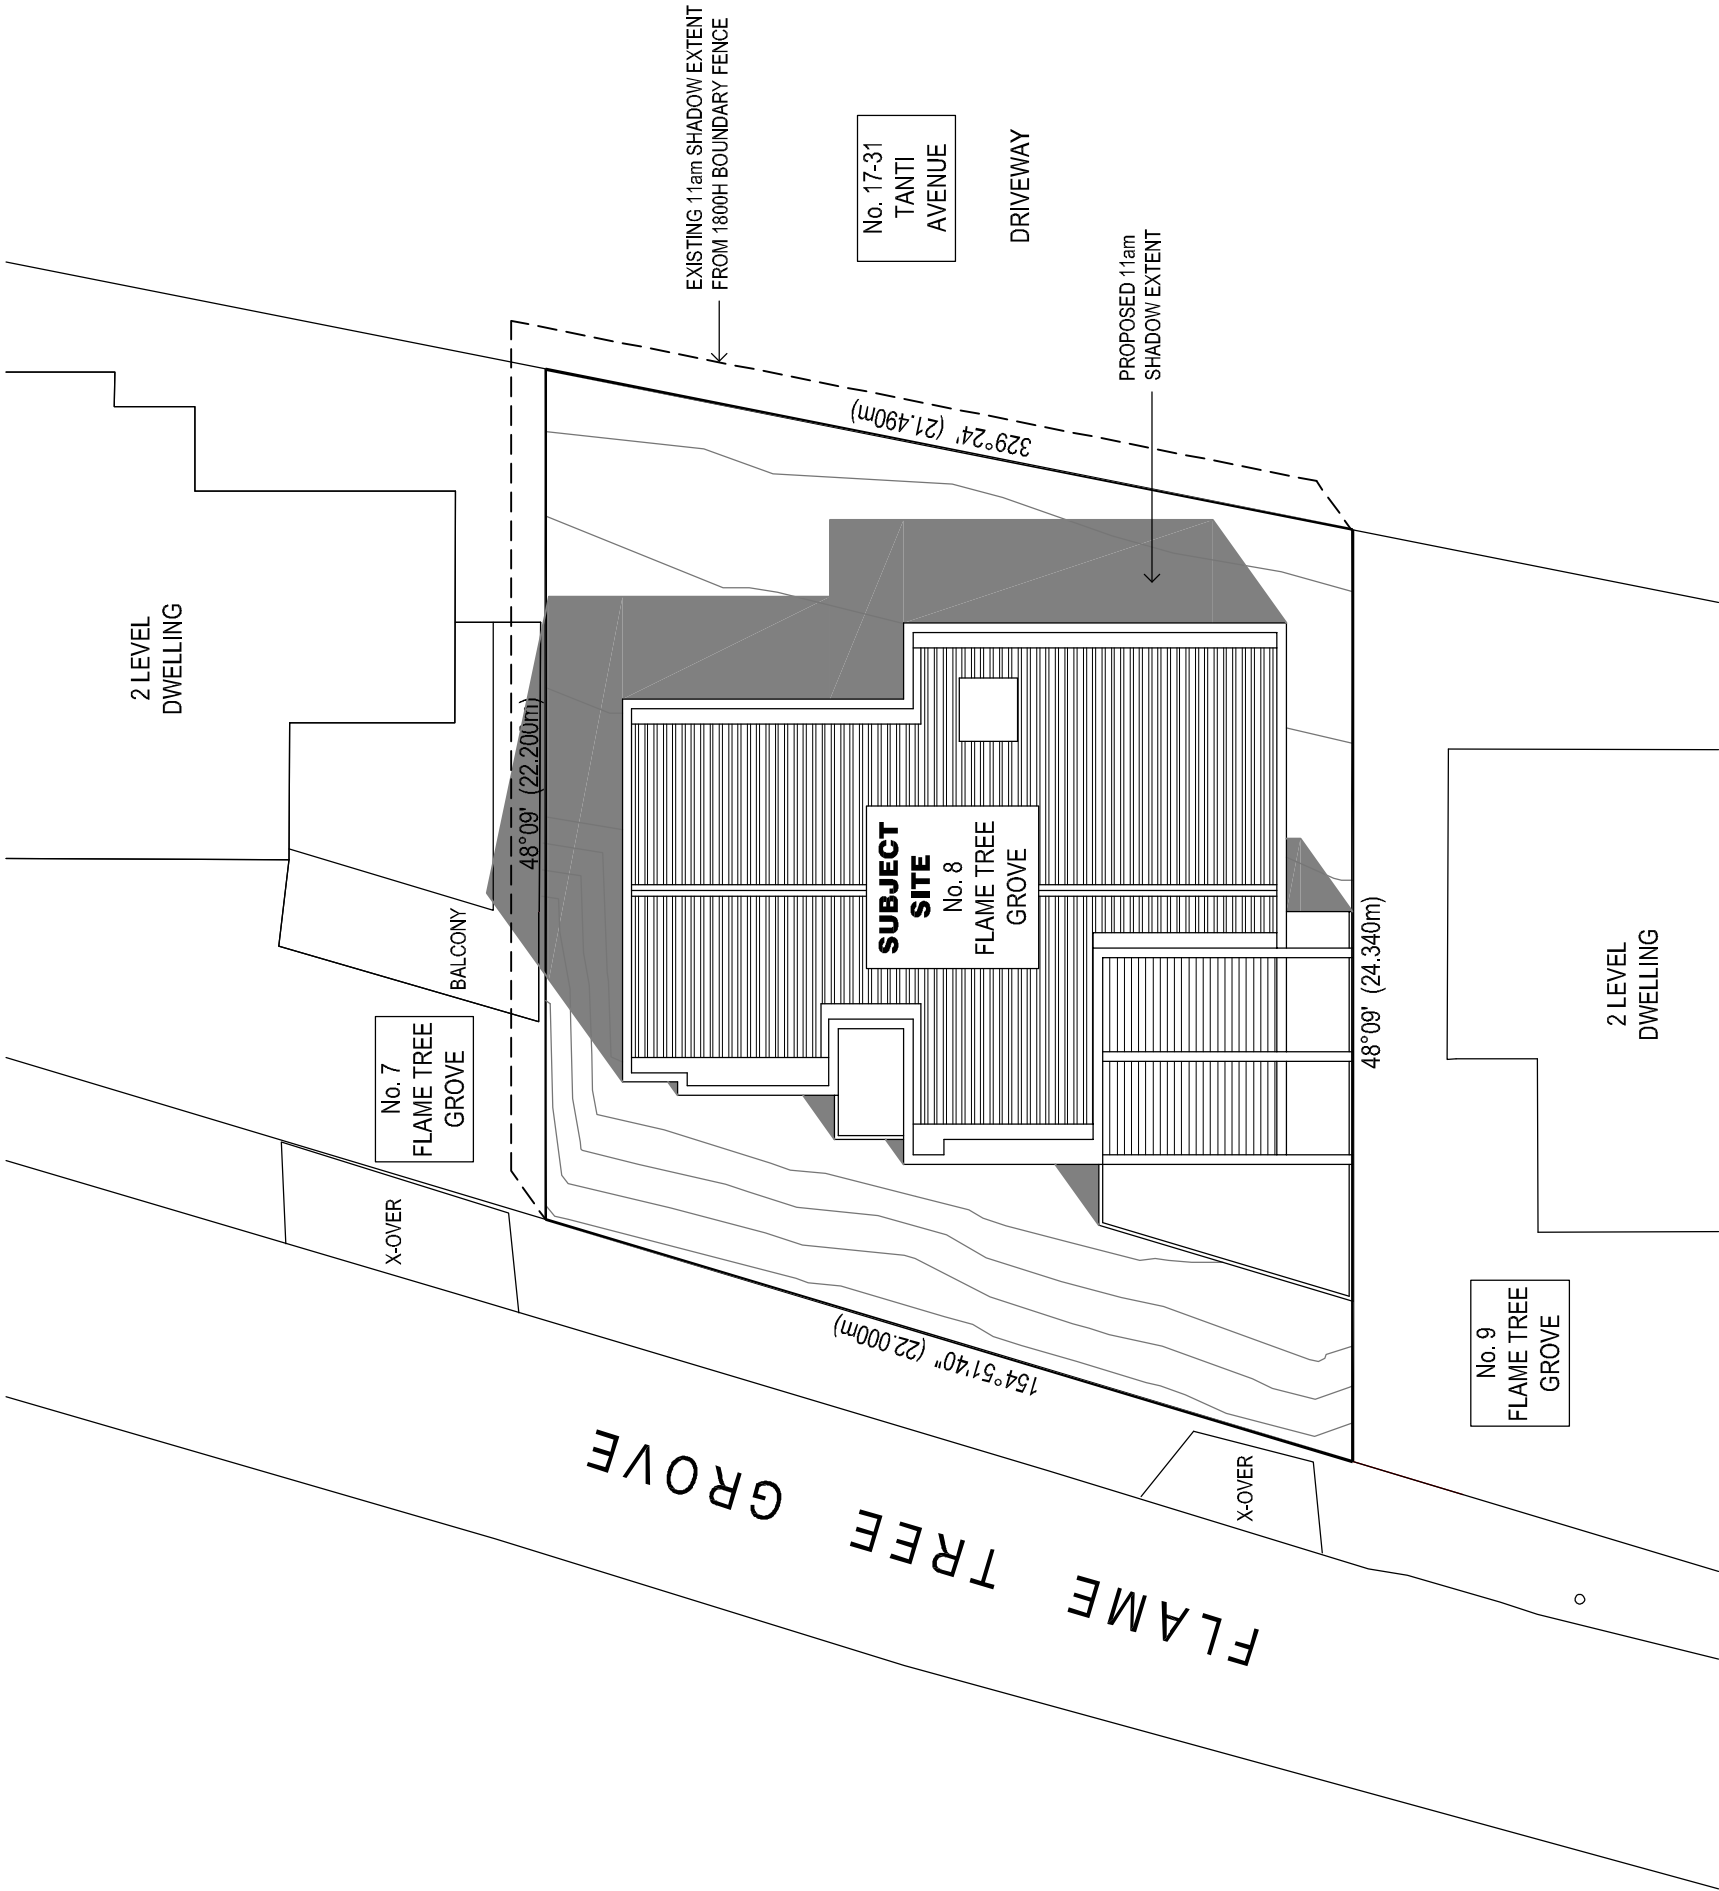 EXISTING 11am SHADOW EXTENT
FROM 1800H BOUNDARY FENCE
No. 17-31
TANTI
AVENUE
DRIVEWAY
PROPOSED 11am
SHADOW EXTENT
329°24' (21.490m)
2 LEVEL
DWELLING
48°09' (22.200m)
BALCONY
No. 7
FLAME TREE
GROVE
X-OVER
SUBJECT
SITE
No. 8
FLAME TREE
GROVE
48°09' (24.340m)
2 LEVEL
DWELLING
No. 9
FLAME TREE
GROVE
154°51'40" (22.000m)
X-OVER
FLAME TREE GROVE